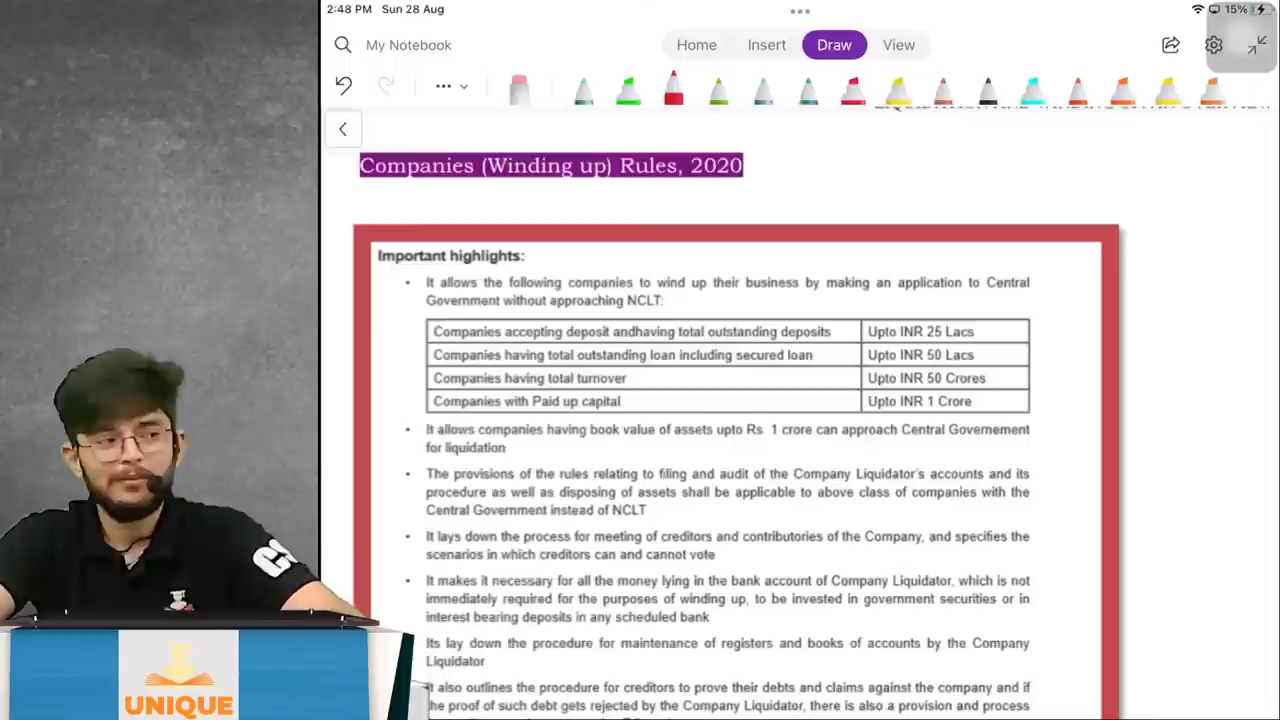 2:48 PM Sun 28 Aug
15%
My Notebook
Home Insert Draw View
Companies (Winding up) Rules, 2020
Important highlights:
• It allows the following companies to wind up their business by making an application to Central
Government without approaching NCLT:
Companies accepting deposit andhaving total outstanding deposits Upto INR 25 Lacs
Companies having total outstanding loan including secured loan Upto INR 50 Lacs
Companies having total turnover Upto INR 50 Crores
Companies with Paid up capital Upto INR 1 Crore
• It allows companies having book value of assets upto Rs. 1 crore can approach Central Governement
for liquidation
• The provisions of the rules relating to filing and audit of the Company Liquidator's accounts and its
procedure as well as disposing of assets shall be applicable to above class of companies with the
Central Government instead of NCLT
• It lays down the process for meeting of creditors and contributories of the Company, and specifies the
scenarios in which creditors can and cannot vote
• It makes it necessary for all the money lying in the bank account of Company Liquidator, which is not
immediately required for the purposes of winding up, to be invested in government securities or in
interest bearing deposits in any scheduled bank
Its lay down the procedure for maintenance of registers and books of accounts by the Company
Liquidator
It also outlines the procedure for creditors to prove their debts and claims against the company and if
the proof of such debt gets rejected by the Company Liquidator, there is also a provision and process
UNIQUE